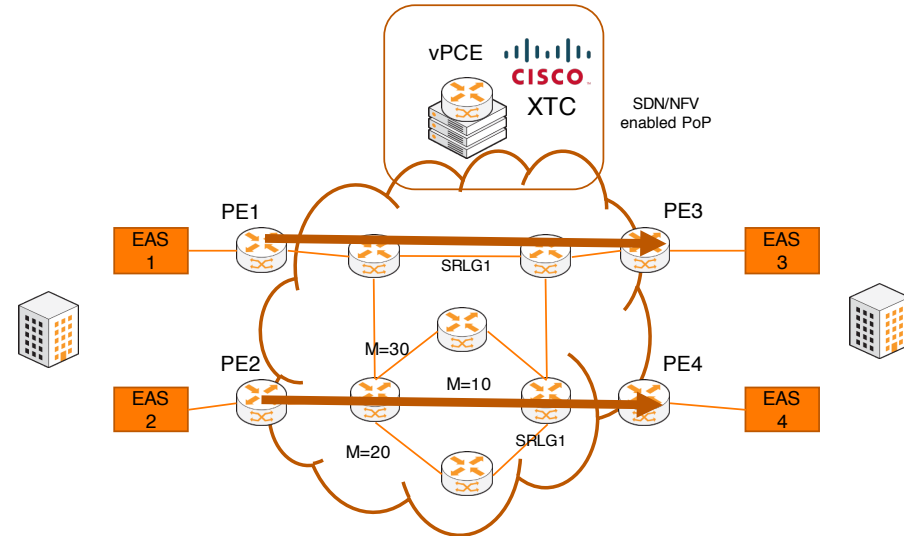 vPCE
CISCO
XTC
SDN/NFV
enabled PoP
PE1
PE3
EAS
1
SRLG1
EAS
3
M=30
PE2
M=10
PE4
EAS
2
EAS
4
M=20
SRLG1